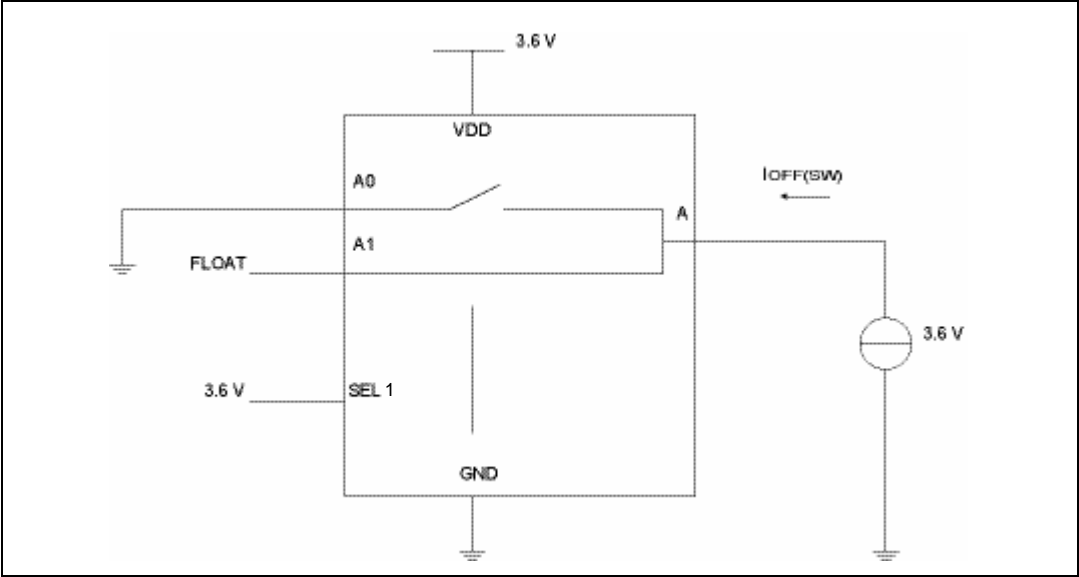 3.6 V
VDD
A0
IOFF(SW)
A
A1
FLOAT
3.6 V
3.6 V
SEL 1
GND